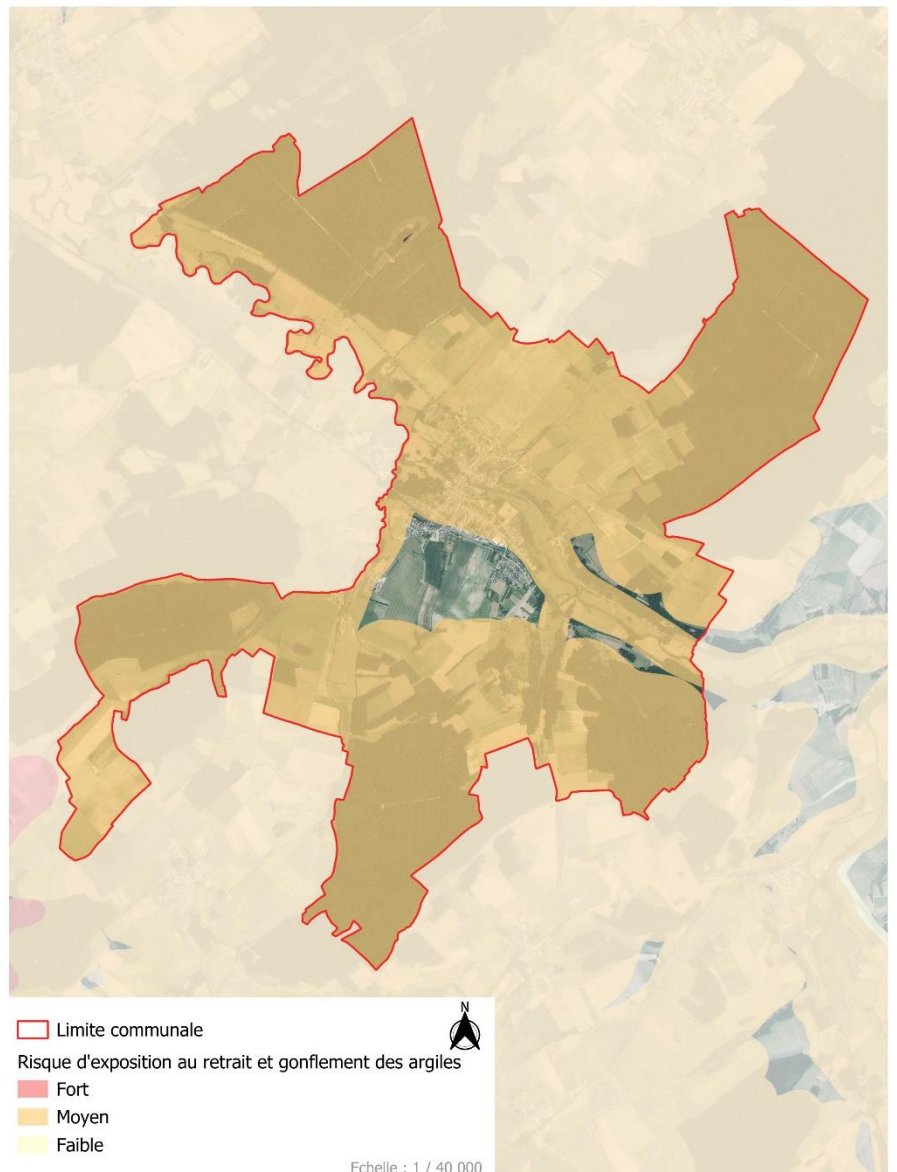 N
Limite communale
Risque d'exposition au retrait et gonflement des argiles
Fort
Moyen
Faible
Echelle : 1 / 40 000